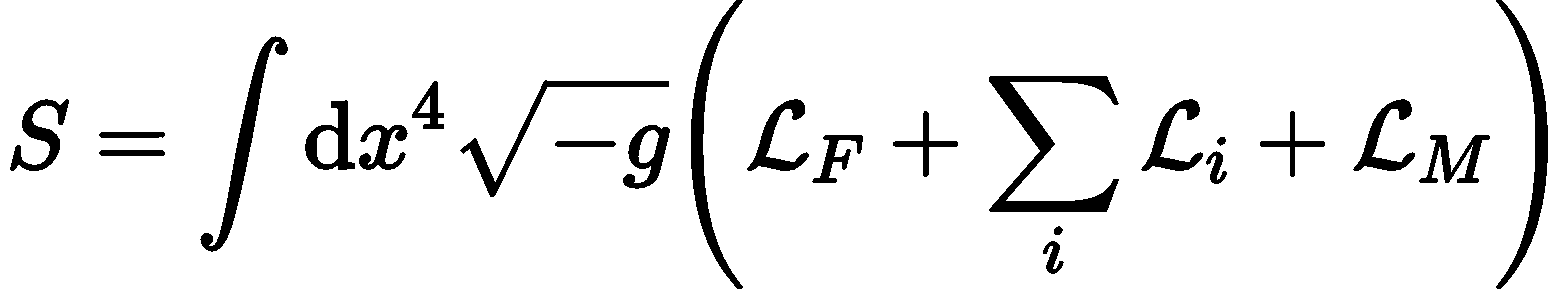 S = ∫ dx⁴ √−g ( ℒ_F + ∑_i ℒ_i + ℒ_M )